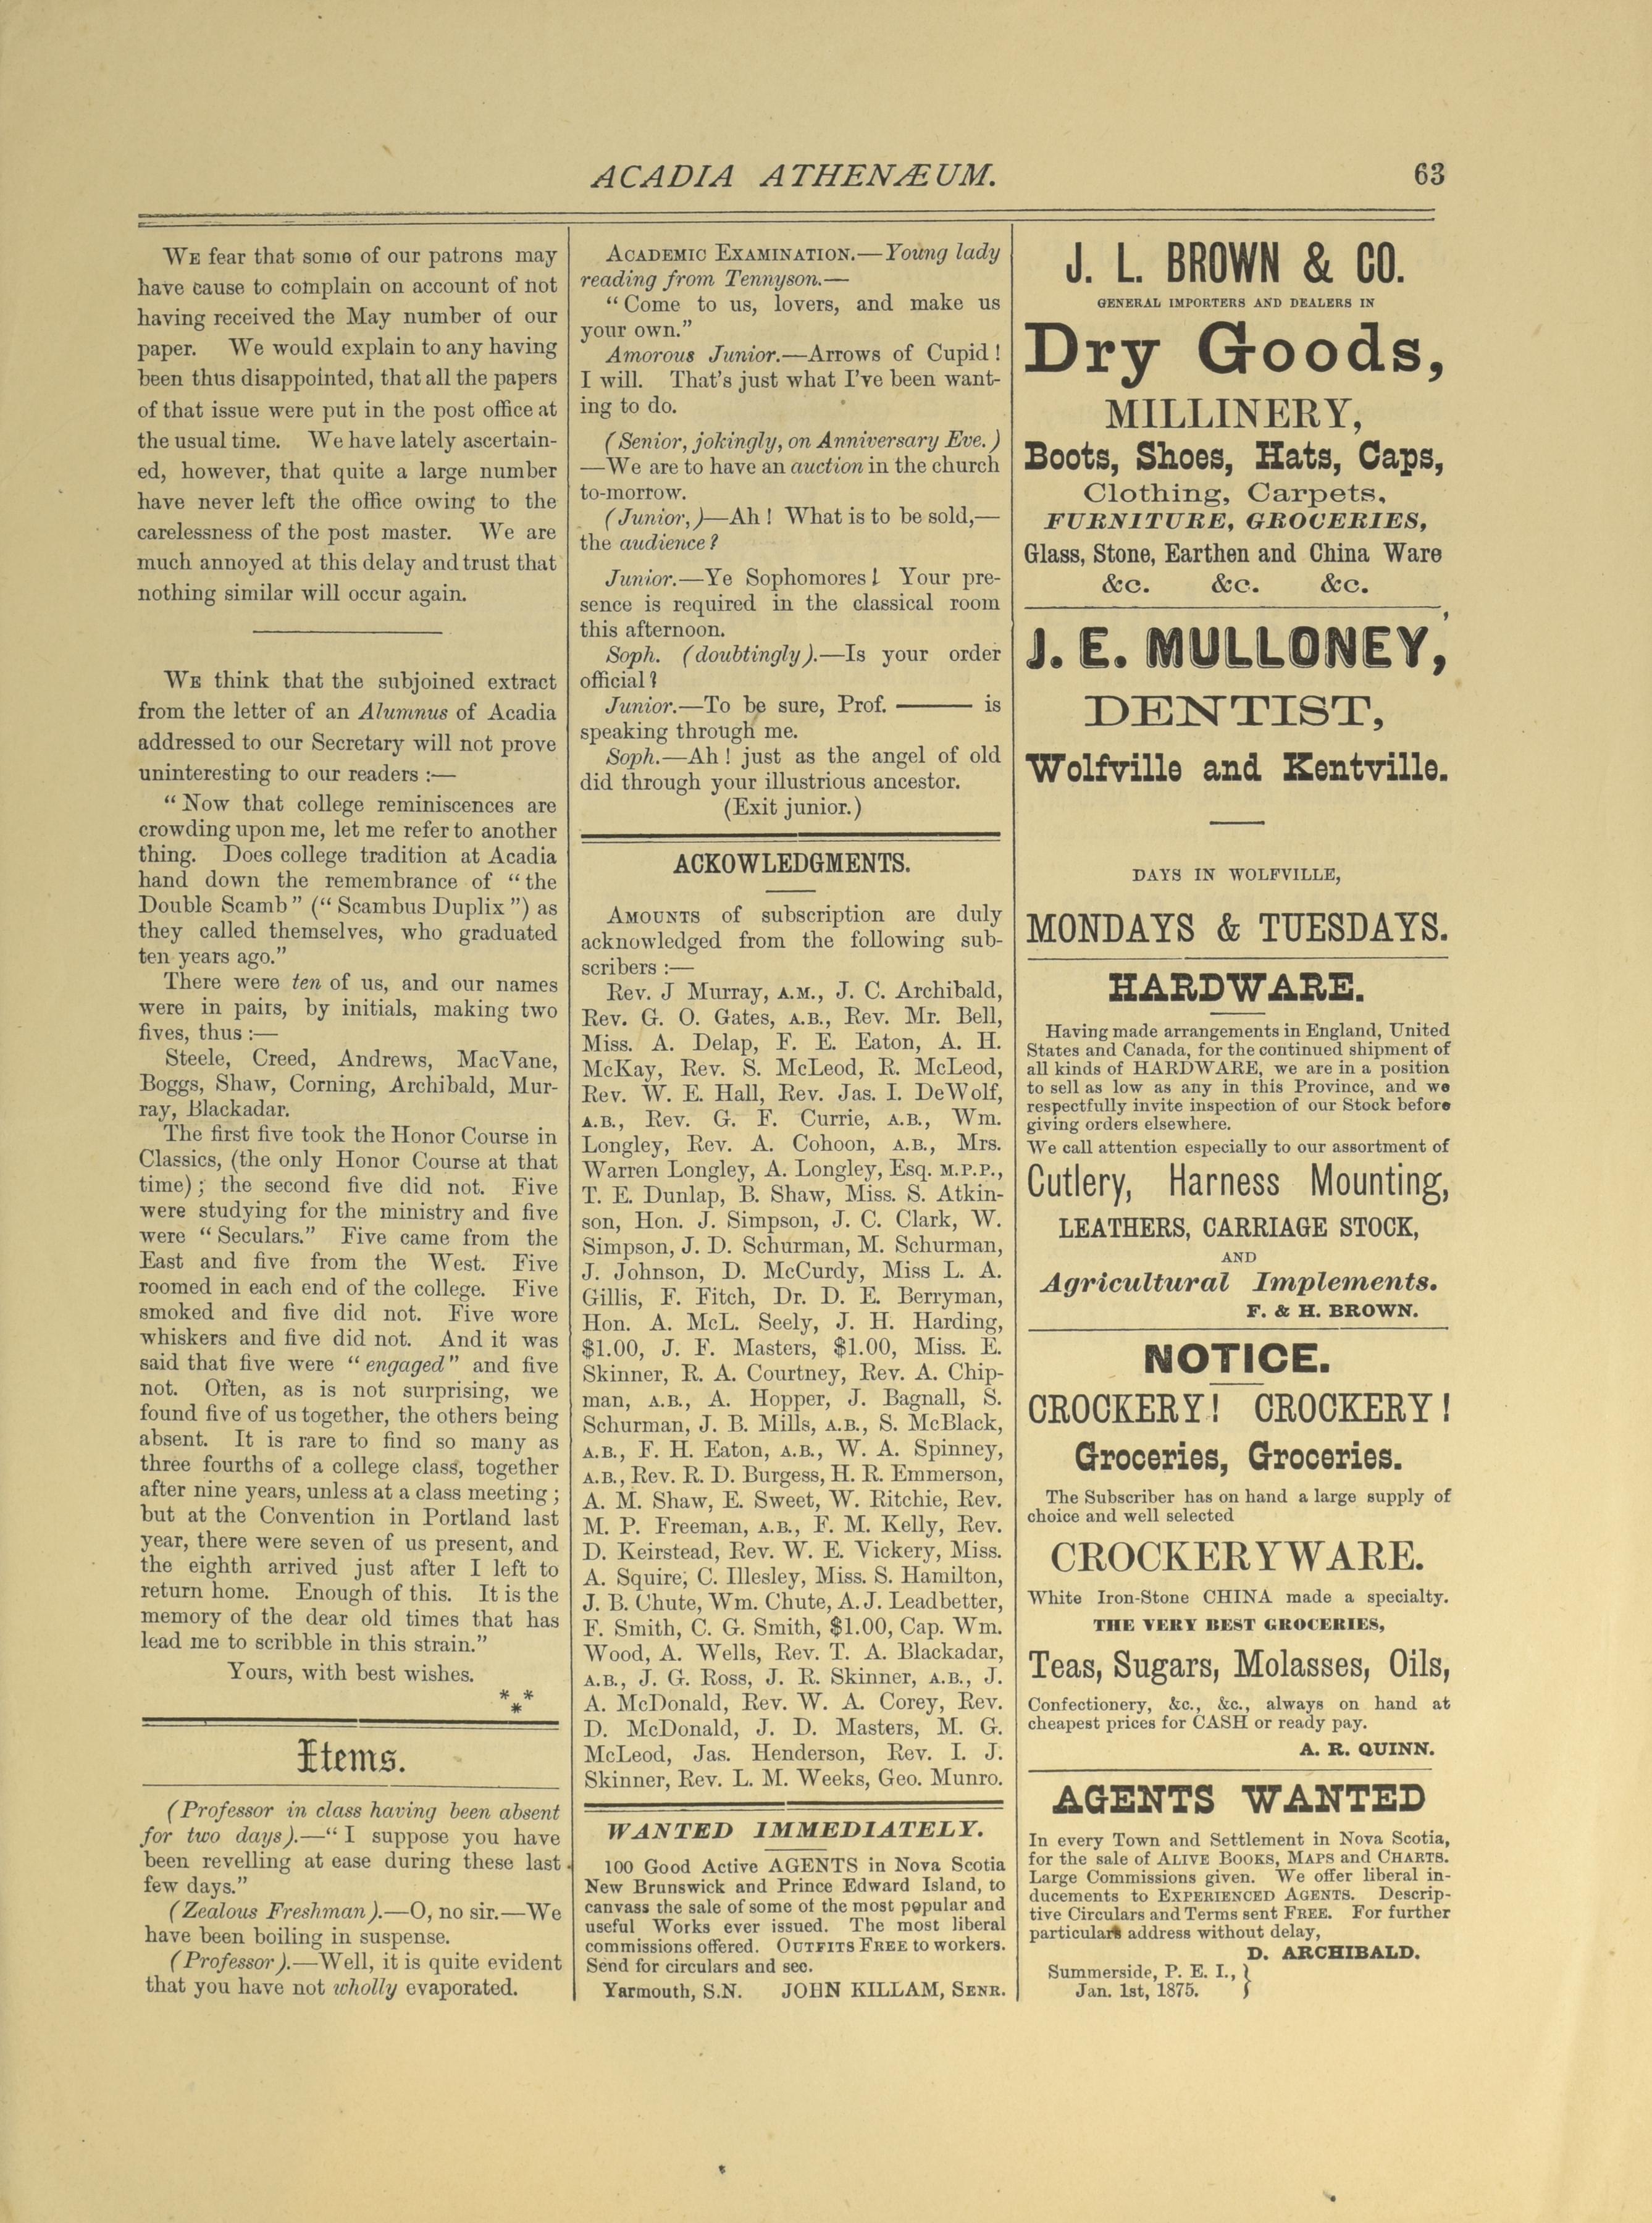 ACADIA ATHENÆUM.
63
WE fear that some of our patrons may
have cause to complain on account of not
having received the May number of our
paper. We would explain to any having
been thus disappointed, that all the papers
of that issue were put in the post office at
the usual time. We have lately ascertain-
ed, however, that quite a large number
have never left the office owing to the
carelessness of the post master. We are
much annoyed at this delay and trust that
nothing similar will occur again.
WE think that the subjoined extract
from the letter of an Alumnus of Acadia
addressed to our Secretary will not prove
uninteresting to our readers :—
“ Now that college reminiscences are
crowding upon me, let me refer to another
thing. Does college tradition at Acadia
hand down the remembrance of “ the
Double Scamb ” (“ Scambus Duplix ”) as
they called themselves, who graduated
ten years ago.”
There were ten of us, and our names
were in pairs, by initials, making two
fives, thus :—
Steele, Creed, Andrews, MacVane,
Boggs, Shaw, Corning, Archibald, Mur-
ray, Blackadar.
The first five took the Honor Course in
Classics, (the only Honor Course at that
time) ; the second five did not. Five
were studying for the ministry and five
were “ Seculars.” Five came from the
East and five from the West. Five
roomed in each end of the college. Five
smoked and five did not. Five wore
whiskers and five did not. And it was
said that five were “ engaged” and five
not. Often, as is not surprising, we
found five of us together, the others being
absent. It is rare to find so many as
three fourths of a college class, together
after nine years, unless at a class meeting ;
but at the Convention in Portland last
year, there were seven of us present, and
the eighth arrived just after I left to
return home. Enough of this. It is the
memory of the dear old times that has
lead me to scribble in this strain.”
Yours, with best wishes.
***
Items.
(Professor in class having been absent
for two days).—“ I suppose you have
been revelling at ease during these last
few days.”
(Zealous Freshman).—O, no sir.—We
have been boiling in suspense.
(Professor).—Well, it is quite evident
that you have not wholly evaporated.
ACADEMIC EXAMINATION.—Young lady
reading from Tennyson.—
“ Come to us, lovers, and make us
your own.”
Amorous Junior.—Arrows of Cupid !
I will. That's just what I've been want-
ing to do.
(Senior, jokingly, on Anniversary Eve.)
—We are to have an auction in the church
to-morrow.
(Junior,)—Ah ! What is to be sold,—
the audience ?
Junior.—Ye Sophomores ! Your pre-
sence is required in the classical room
this afternoon.
Soph. (doubtingly).—Is your order
official ?
Junior.—To be sure, Prof. ——— is
speaking through me.
Soph.—Ah ! just as the angel of old
did through your illustrious ancestor.
(Exit junior.)
ACKOWLEDGMENTS.
AMOUNTS of subscription are duly
acknowledged from the following sub-
scribers :—
Rev. J Murray, A.M., J. C. Archibald,
Rev. G. O. Gates, A.B., Rev. Mr. Bell,
Miss. A. Delap, F. E. Eaton, A. H.
McKay, Rev. S. McLeod, R. McLeod,
Rev. W. E. Hall, Rev. Jas. I. DeWolf,
A.B., Rev. G. F. Currie, A.B., Wm.
Longley, Rev. A. Cohoon, A.B., Mrs.
Warren Longley, A. Longley, Esq. M.P.P.,
T. E. Dunlap, B. Shaw, Miss. S. Atkin-
son, Hon. J. Simpson, J. C. Clark, W.
Simpson, J. D. Schurman, M. Schurman,
J. Johnson, D. McCurdy, Miss L. A.
Gillis, F. Fitch, Dr. D. E. Berryman,
Hon. A. McL. Seely, J. H. Harding,
$1.00, J. F. Masters, $1.00, Miss. E.
Skinner, R. A. Courtney, Rev. A. Chip-
man, A.B., A. Hopper, J. Bagnall, S.
Schurman, J. B. Mills, A.B., S. McBlack,
A.B., F. H. Eaton, A.B., W. A. Spinney,
A.B., Rev. R. D. Burgess, H. R. Emmerson,
A. M. Shaw, E. Sweet, W. Ritchie, Rev.
M. P. Freeman, A.B., F. M. Kelly, Rev.
D. Keirstead, Rev. W. E. Vickery, Miss.
A. Squire, C. Illesley, Miss. S. Hamilton,
J. B. Chute, Wm. Chute, A. J. Leadbetter,
F. Smith, C. G. Smith, $1.00, Cap. Wm.
Wood, A. Wells, Rev. T. A. Blackadar,
A.B., J. G. Ross, J. R. Skinner, A.B., J.
A. McDonald, Rev. W. A. Corey, Rev.
D. McDonald, J. D. Masters, M. G.
McLeod, Jas. Henderson, Rev. I. J.
Skinner, Rev. L. M. Weeks, Geo. Munro.
WANTED IMMEDIATELY.
100 Good Active AGENTS in Nova Scotia
New Brunswick and Prince Edward Island, to
canvass the sale of some of the most popular and
useful Works ever issued. The most liberal
commissions offered. OUTFITS FREE to workers.
Send for circulars and see.
Yarmouth, S.N. JOHN KILLAM, SENR.
J. L. BROWN & CO.
GENERAL IMPORTERS AND DEALERS IN
Dry Goods,
MILLINERY,
Boots, Shoes, Hats, Caps,
Clothing, Carpets,
FURNITURE, GROCERIES,
Glass, Stone, Earthen and China Ware
&c. &c. &c.
J. E. MULLONEY,
DENTIST,
Wolfville and Kentville.
DAYS IN WOLFVILLE,
MONDAYS & TUESDAYS.
HARDWARE.
Having made arrangements in England, United
States and Canada, for the continued shipment of
all kinds of HARDWARE, we are in a position
to sell as low as any in this Province, and we
respectfully invite inspection of our Stock before
giving orders elsewhere.
We call attention especially to our assortment of
Cutlery, Harness Mounting,
LEATHERS, CARRIAGE STOCK,
AND
Agricultural Implements.
F. & H. BROWN.
NOTICE.
CROCKERY ! CROCKERY !
Groceries, Groceries.
The Subscriber has on hand a large supply of
choice and well selected
CROCKERYWARE.
White Iron-Stone CHINA made a specialty.
THE VERY BEST GROCERIES,
Teas, Sugars, Molasses, Oils,
Confectionery, &c., &c., always on hand at
cheapest prices for CASH or ready pay.
A. R. QUINN.
AGENTS WANTED
In every Town and Settlement in Nova Scotia,
for the sale of ALIVE BOOKS, MAPS and CHARTS.
Large Commissions given. We offer liberal in-
ducements to EXPERIENCED AGENTS. Descrip-
tive Circulars and Terms sent FREE. For further
particulars address without delay,
D. ARCHIBALD.
Summerside, P. E. I., }
Jan. 1st, 1875. }